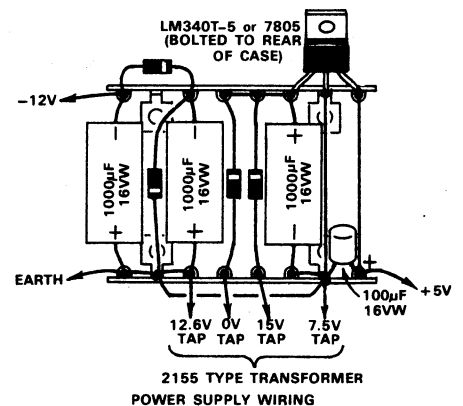 LM340T-5 or 7805
(BOLTED TO REAR
OF CASE)
−12V
− − +
1000µF
16VW
1000µF
16VW
1000µF
16VW
+ + −
EARTH
+
+5V
100µF
16VW
12.6V
TAP
0V
TAP
15V
TAP
7.5V
TAP
2155 TYPE TRANSFORMER
POWER SUPPLY WIRING